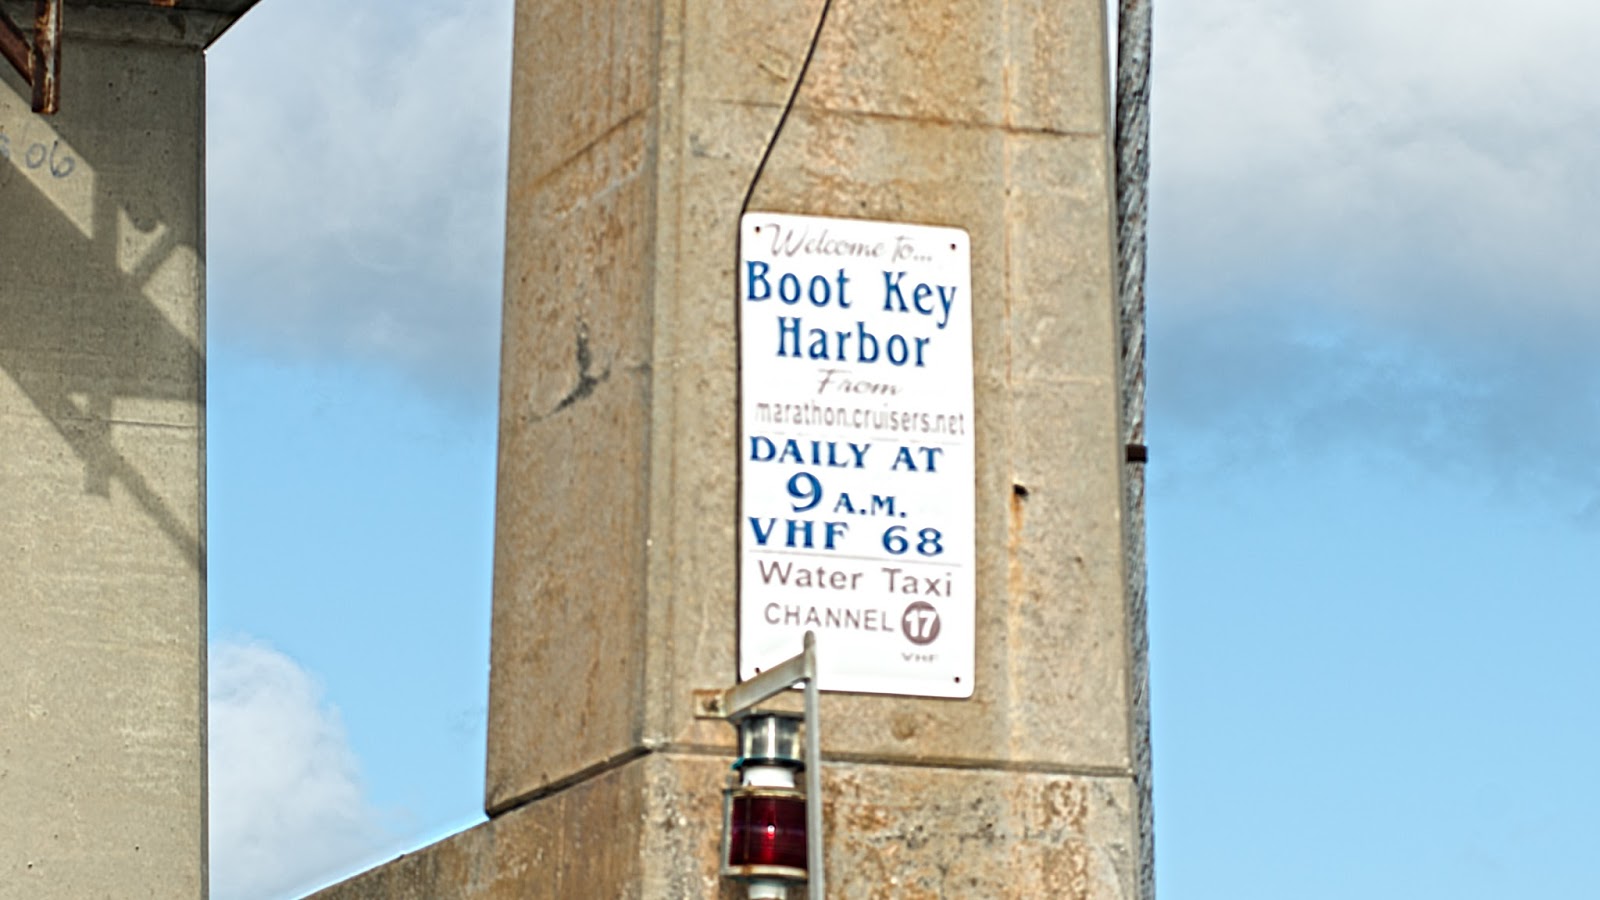 06
Welcome to...
Boot Key
Harbor
From
marathon.cruisers.net
DAILY AT
9 A.M.
VHF 68
Water Taxi
CHANNEL 17
VHF